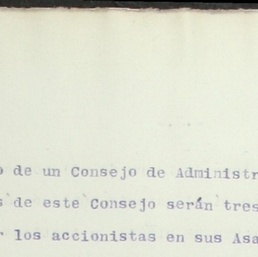 o de un Consejo de Administr
s de este Consejo serán tres
r los accionistas en sus Asa